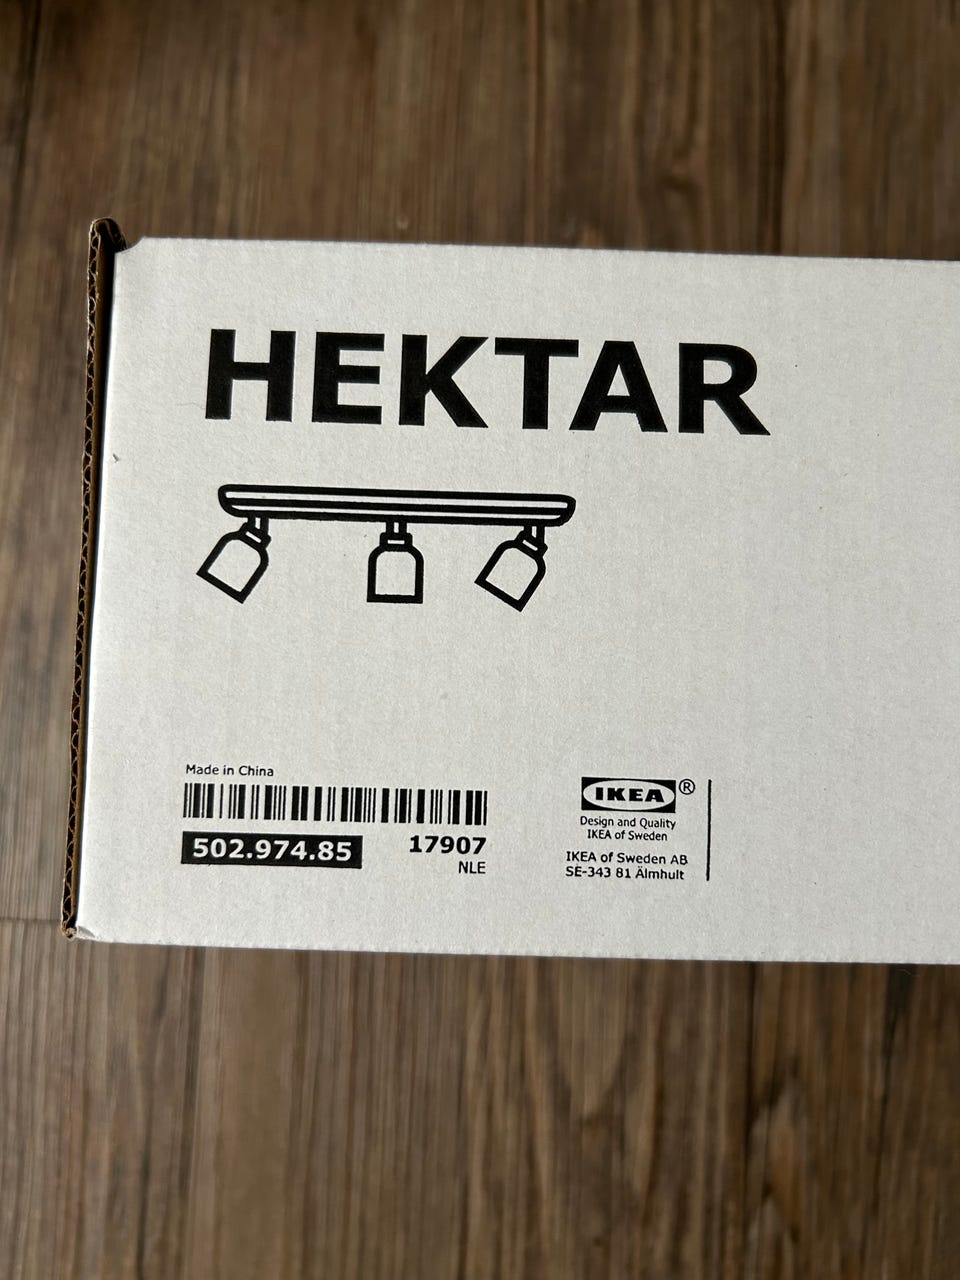 HEKTAR
Made in China
502.974.85
17907
NLE
IKEA®
Design and Quality
IKEA of Sweden
IKEA of Sweden AB
SE-343 81 Älmhult